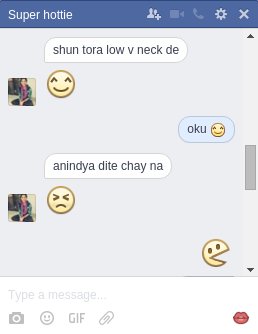 Super hottie
shun tora low v neck de
oku 😊
anindya dite chay na
Type a message...
GIF